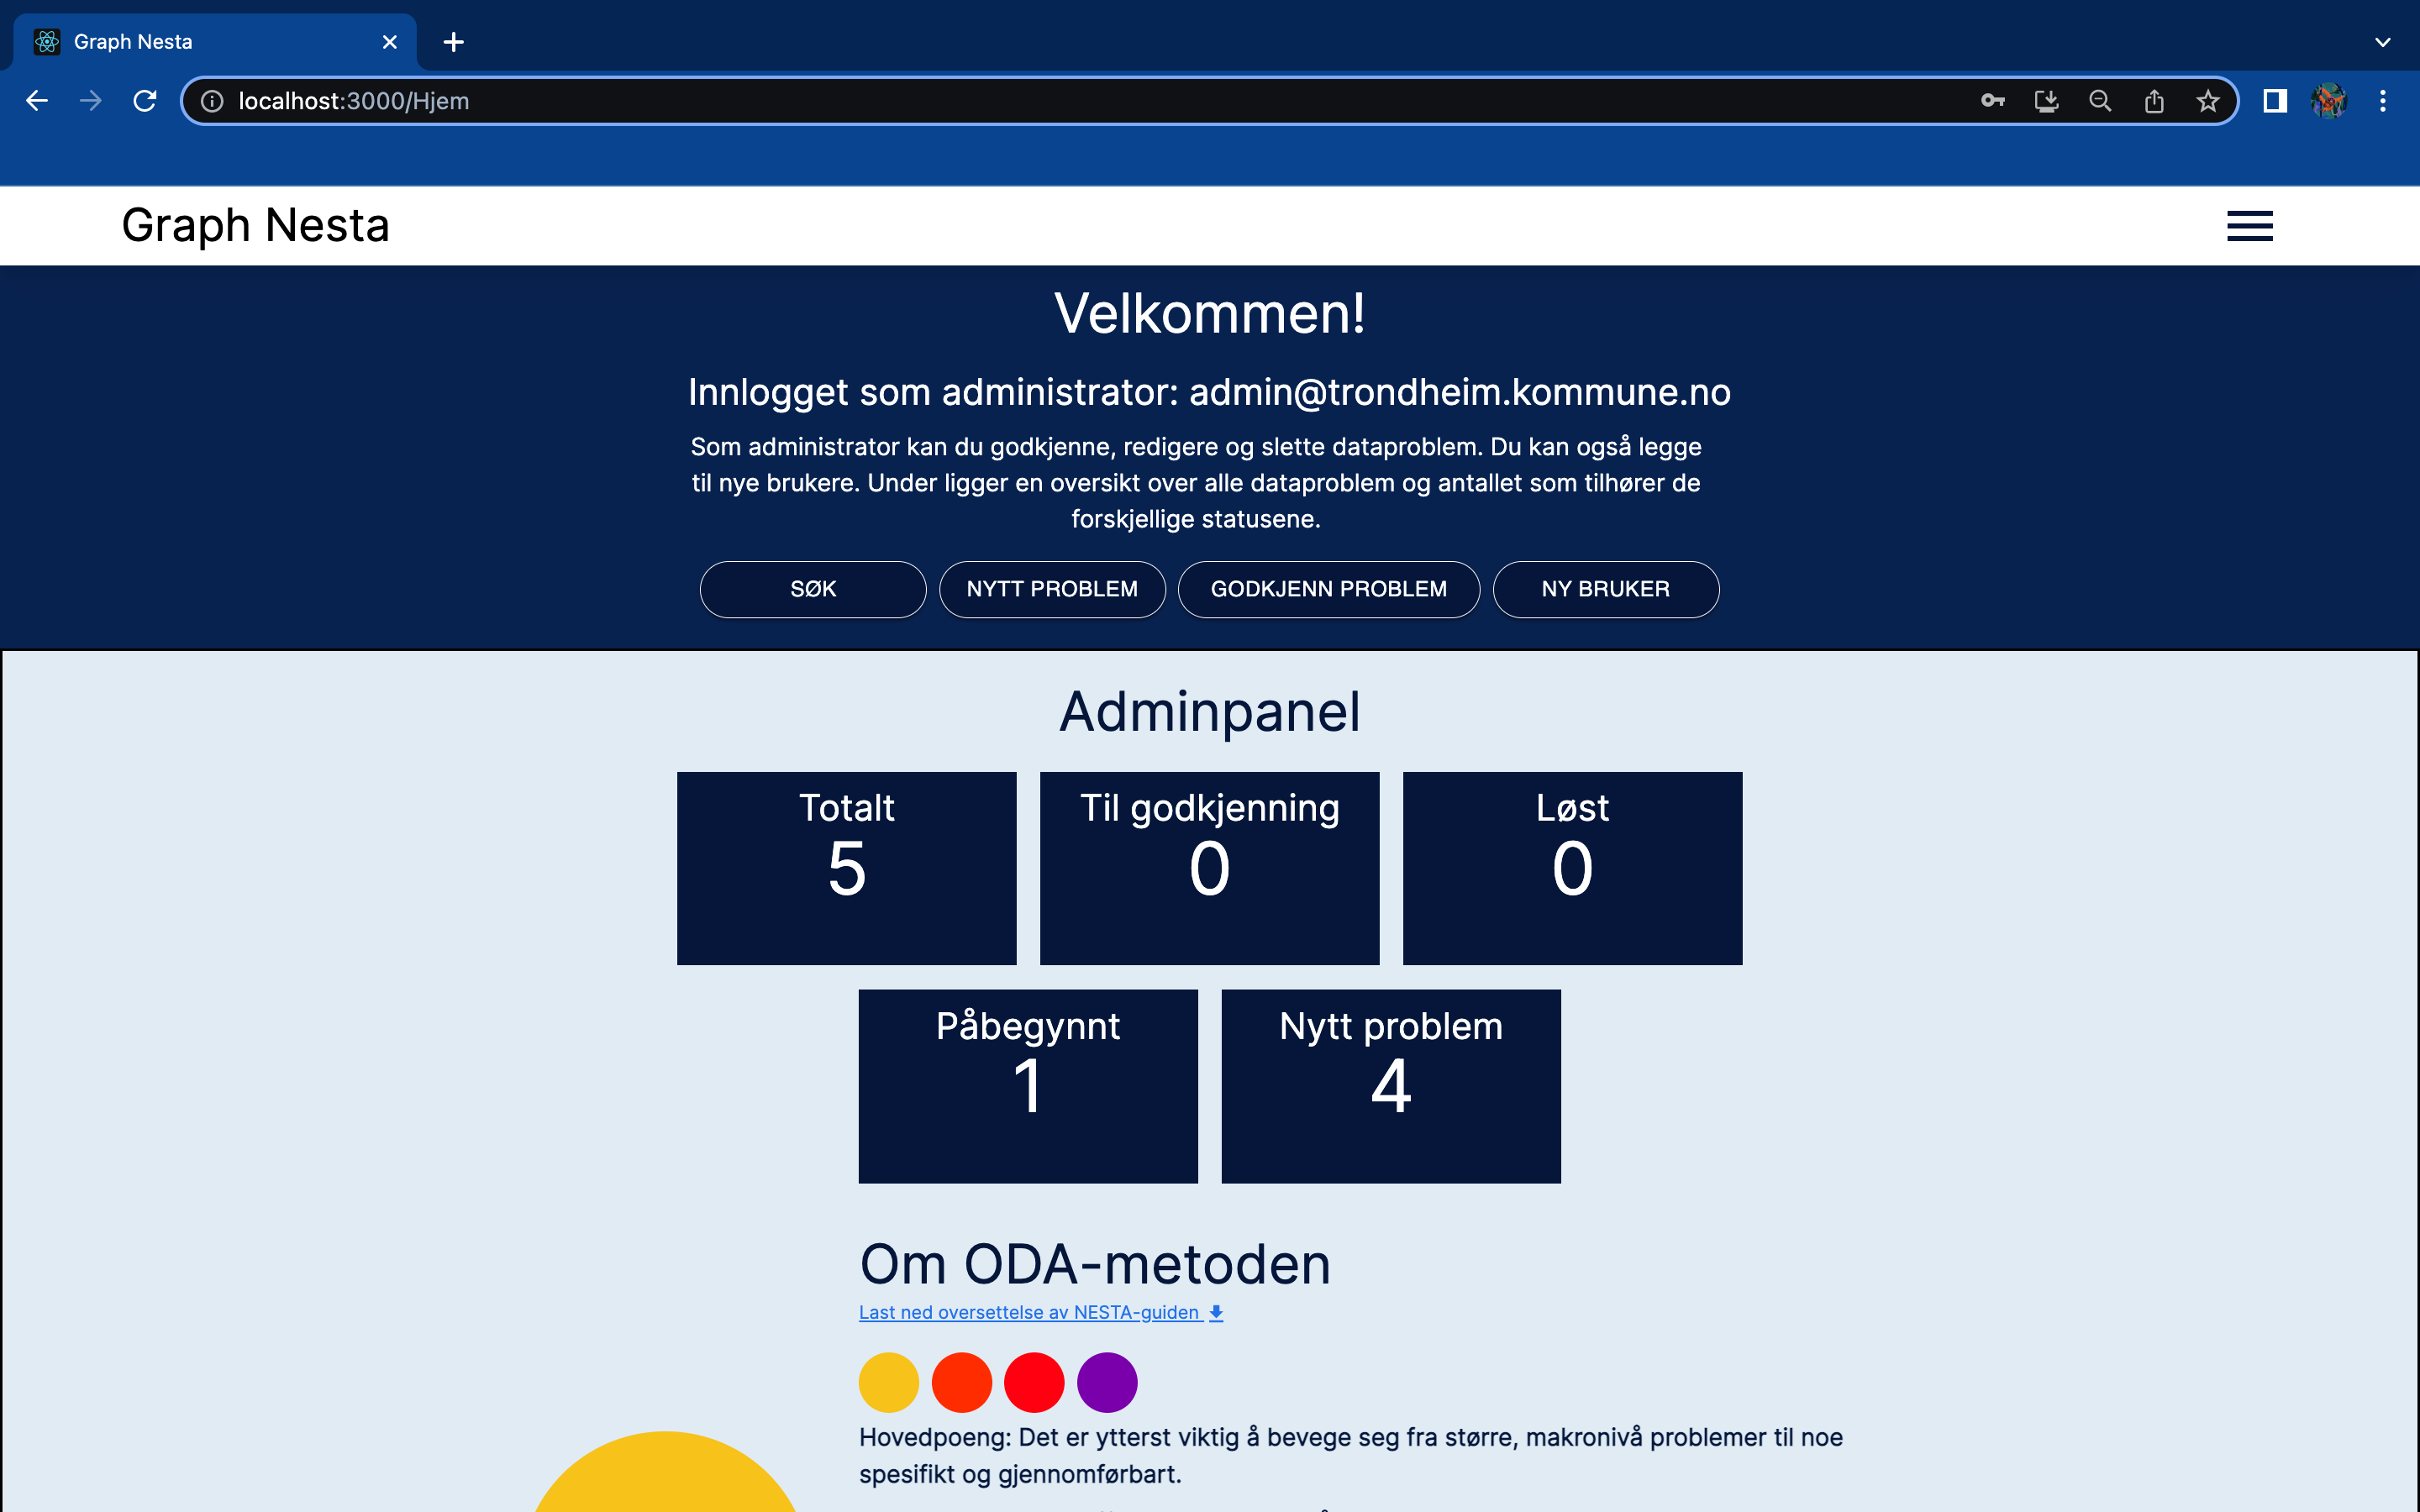 Graph Nesta
localhost:3000/Hjem
Graph Nesta
Velkommen!
Innlogget som administrator: admin@trondheim.kommune.no
Som administrator kan du godkjenne, redigere og slette dataproblem. Du kan også legge
til nye brukere. Under ligger en oversikt over alle dataproblem og antallet som tilhører de
forskjellige statusene.
SØK
NYTT PROBLEM
GODKJENN PROBLEM
NY BRUKER
Adminpanel
Totalt
5
Til godkjenning
0
Løst
0
Påbegynnt
1
Nytt problem
4
Om ODA-metoden
Last ned oversettelse av NESTA-guiden
Hovedpoeng: Det er ytterst viktig å bevege seg fra større, makronivå problemer til noe
spesifikt og gjennomførbart.